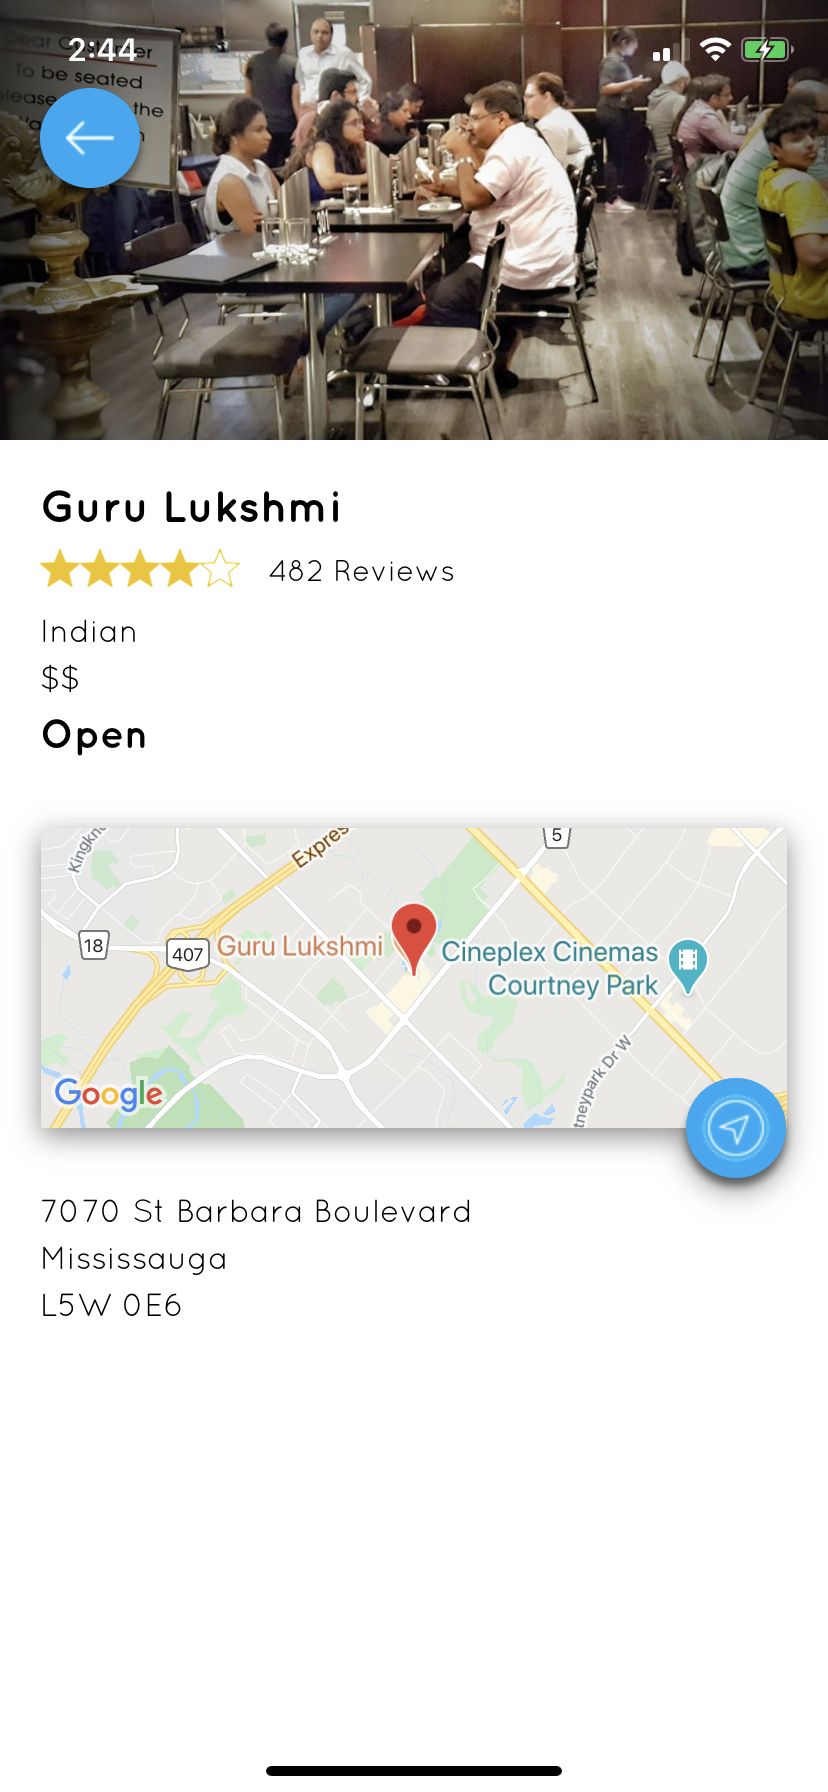 Dear
2:44
To be seated
please
the
Guru Lukshmi
482 Reviews
Indian
$$
Open
Expres
5
18
407
Guru Lukshmi
Cineplex Cinemas
Courtney Park
Google
tneypark Dr W
7070 St Barbara Boulevard
Mississauga
L5W 0E6